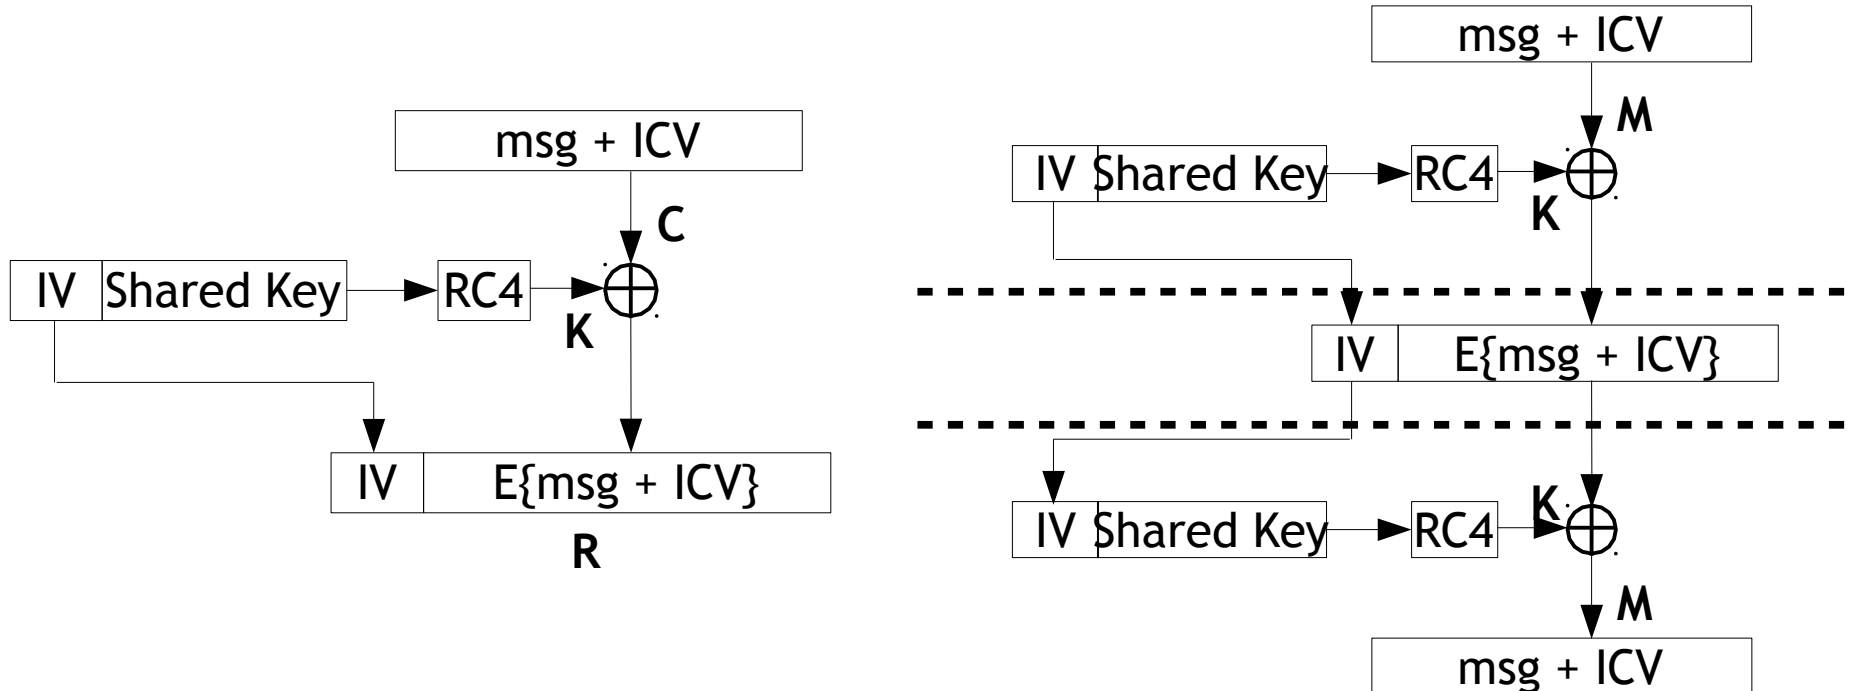 msg + ICV
C
IV Shared Key RC4
K
IV E{msg + ICV}
R
msg + ICV
M
IV Shared Key RC4
K
IV E{msg + ICV}
K
IV Shared Key RC4
M
msg + ICV